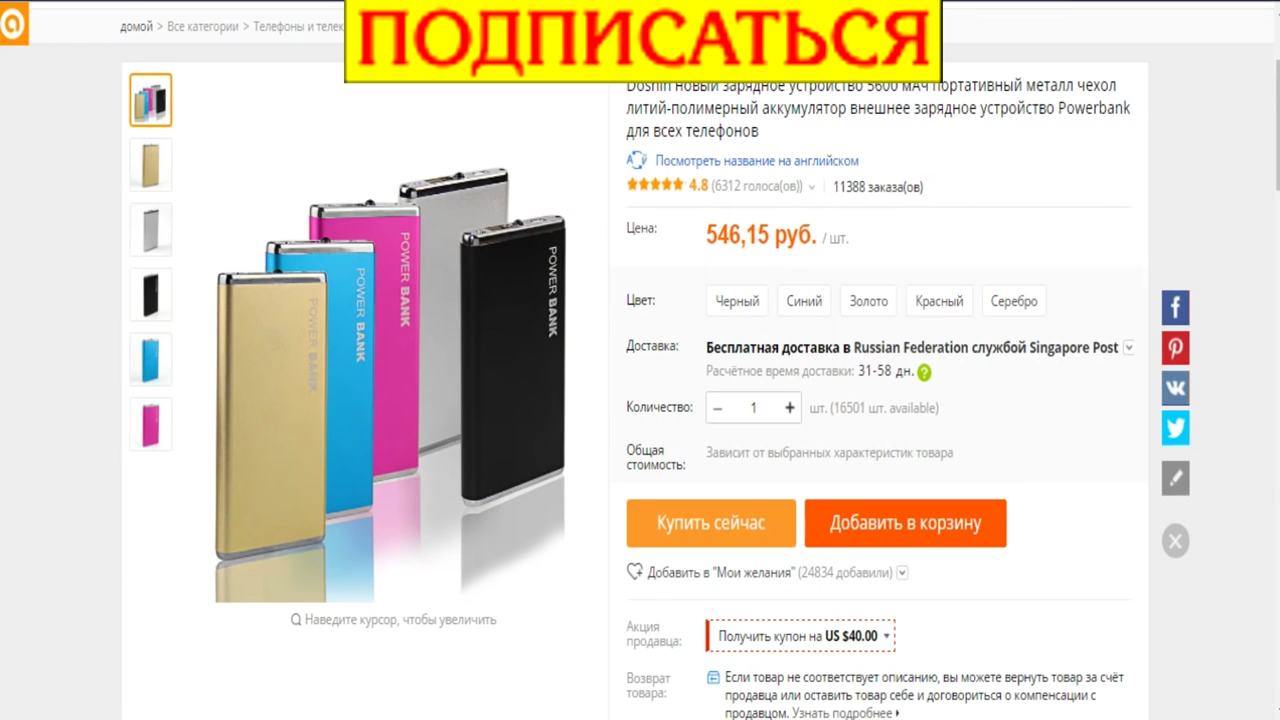 ПОДПИСАТЬСЯ
домой > Все категории > Телефоны и телек
новый зарядное устройство 5600 мАч портативный металл чехол
литий-полимерный аккумулятор внешнее зарядное устройство Powerbank
для всех телефонов
Посмотреть название на английском
4.8 (6312 голоса(ов)) 11388 заказа(ов)
Цена: 546,15 руб. / шт.
Цвет: Черный Синий Золото Красный Серебро
Доставка: Бесплатная доставка в Russian Federation службой Singapore Post
Расчётное время доставки: 31-58 дн. ?
Количество: – 1 + шт. (16501 шт. available)
Общая
стоимость:
Зависит от выбранных характеристик товара
Купить сейчас Добавить в корзину
Добавить в "Мои желания" (24834 добавили)
Акция
продавца:
Получить купон на US $40.00
Возврат
товара:
Если товар не соответствует описанию, вы можете вернуть товар за счёт
продавца или оставить товар себе и договориться о компенсации с
продавцом. Узнать подробнее
POWER BANK
POWER BANK
POWER BANK
POWER BANK
Наведите курсор, чтобы увеличить